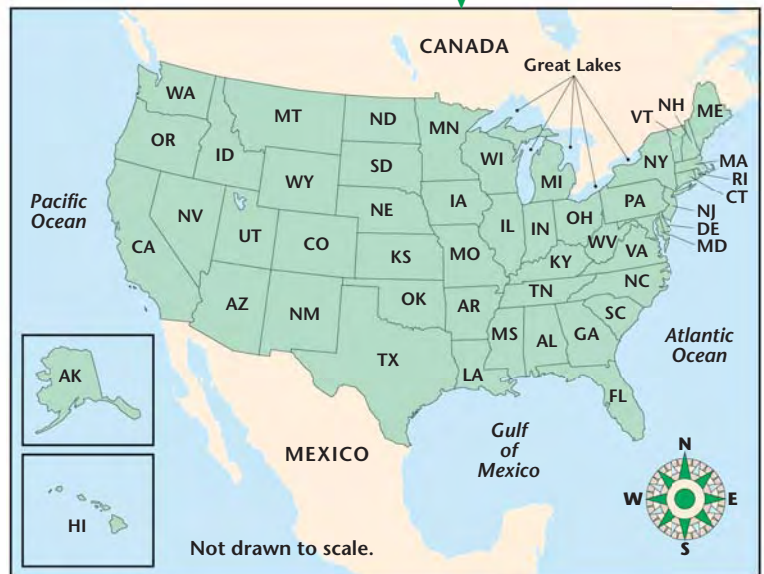 CANADA
Great Lakes
WA
MT
ND
MN
VT
NH
ME
OR
ID
SD
WI
MI
NY
MA
RI
CT
WY
Pacific
Ocean
NV
NE
IA
PA
NJ
DE
MD
CA
UT
CO
KS
MO
IL
IN
OH
WV
VA
KY
NC
AZ
NM
OK
AR
TN
SC
TX
MS
AL
GA
Atlantic
Ocean
LA
FL
AK
MEXICO
Gulf
of
Mexico
HI
Not drawn to scale.
N
W
E
S